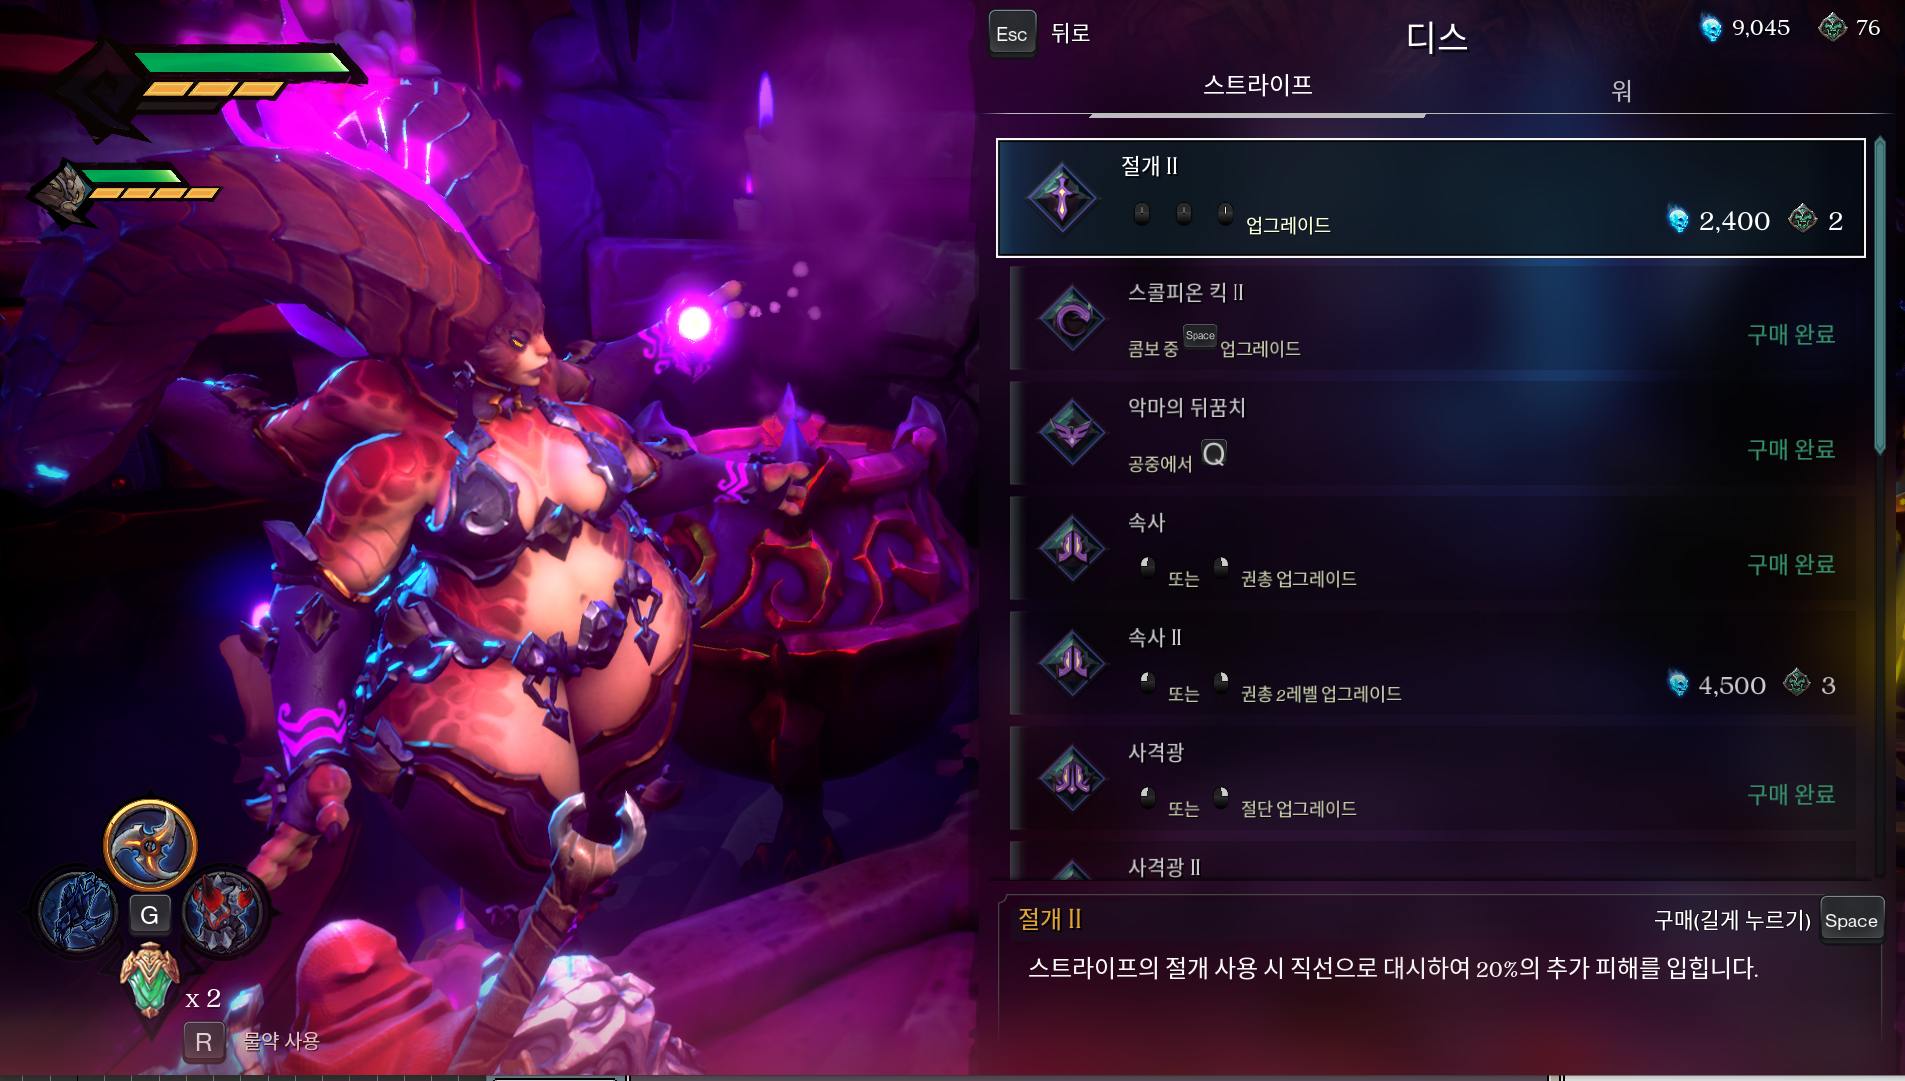 Esc 뒤로
디스
9,045 76
스트라이프 워
절개 II
업그레이드
2,400 2
스콜피온 킥 II
콤보 중 Space 업그레이드
구매 완료
악마의 뒤꿈치
공중에서 Q
구매 완료
속사
또는 권총 업그레이드
구매 완료
속사 II
또는 권총 2레벨 업그레이드
4,500 3
사격광
또는 절단 업그레이드
구매 완료
사격광 II
절개 II
구매(길게 누르기) Space
스트라이프의 절개 사용 시 직선으로 대시하여 20%의 추가 피해를 입힙니다.
G
x 2
R 물약 사용